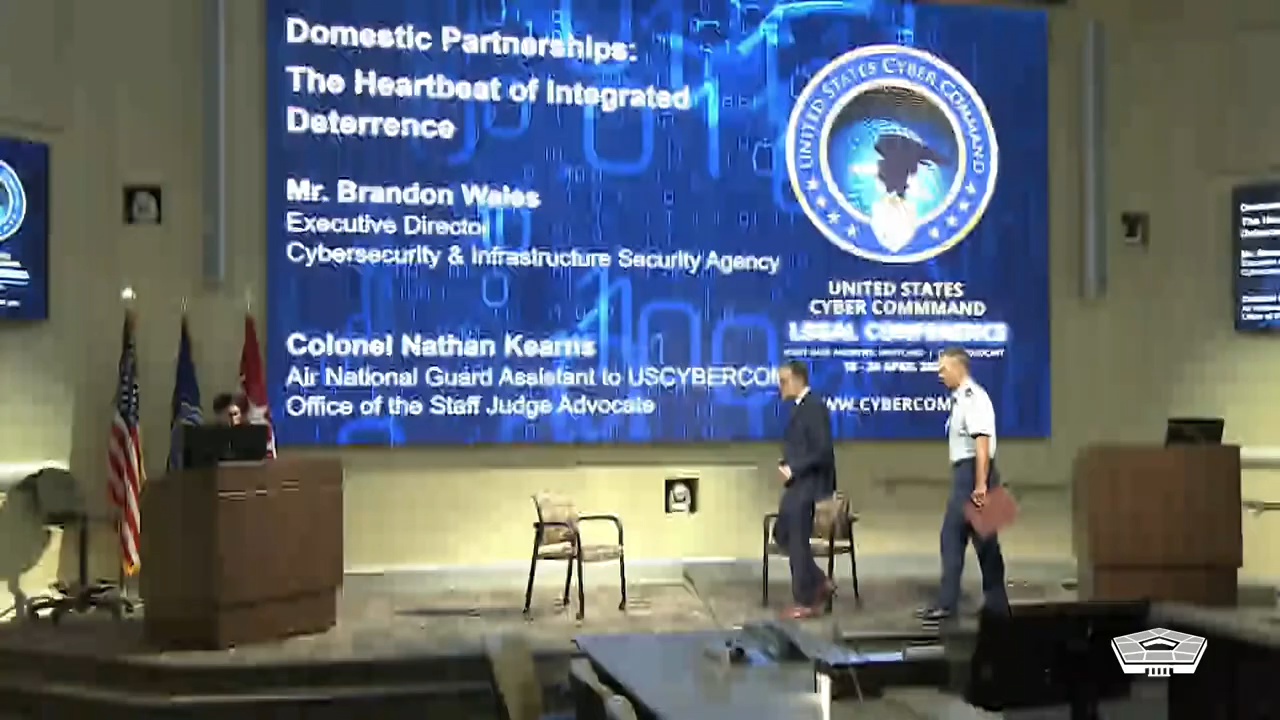 Domestic Partnerships:
The Heartbeat of Integrated
Deterrence
Mr. Brandon Wales
Executive Director
Cybersecurity & Infrastructure Security Agency
Colonel Nathan Kearns
Air National Guard Assistant to USCYBERCOM
Office of the Staff Judge Advocate
UNITED STATES CYBER COMMAND
UNITED STATES
CYBER COMMMAND
LEGAL CONFERENCE
APRIL
WWW.CYBERCOM